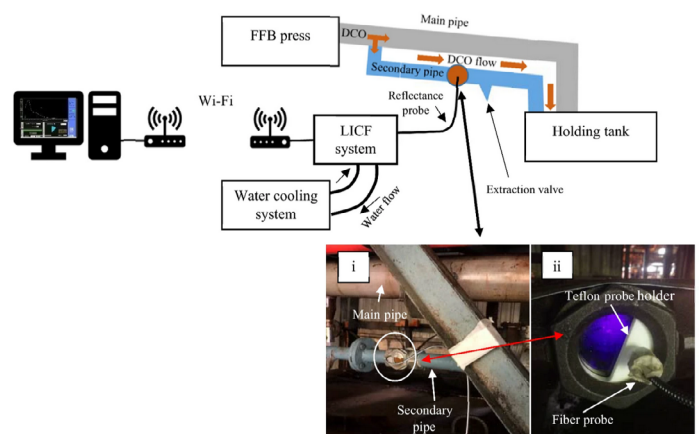 Main pipe
FFB press
DCO
DCO flow
Secondary pipe
Wi-Fi
Reflectance
probe
LICF
system
Holding tank
Extraction valve
Water cooling
system
Water flow
i
Main pipe
Secondary
pipe
ii
Teflon probe holder
Fiber probe